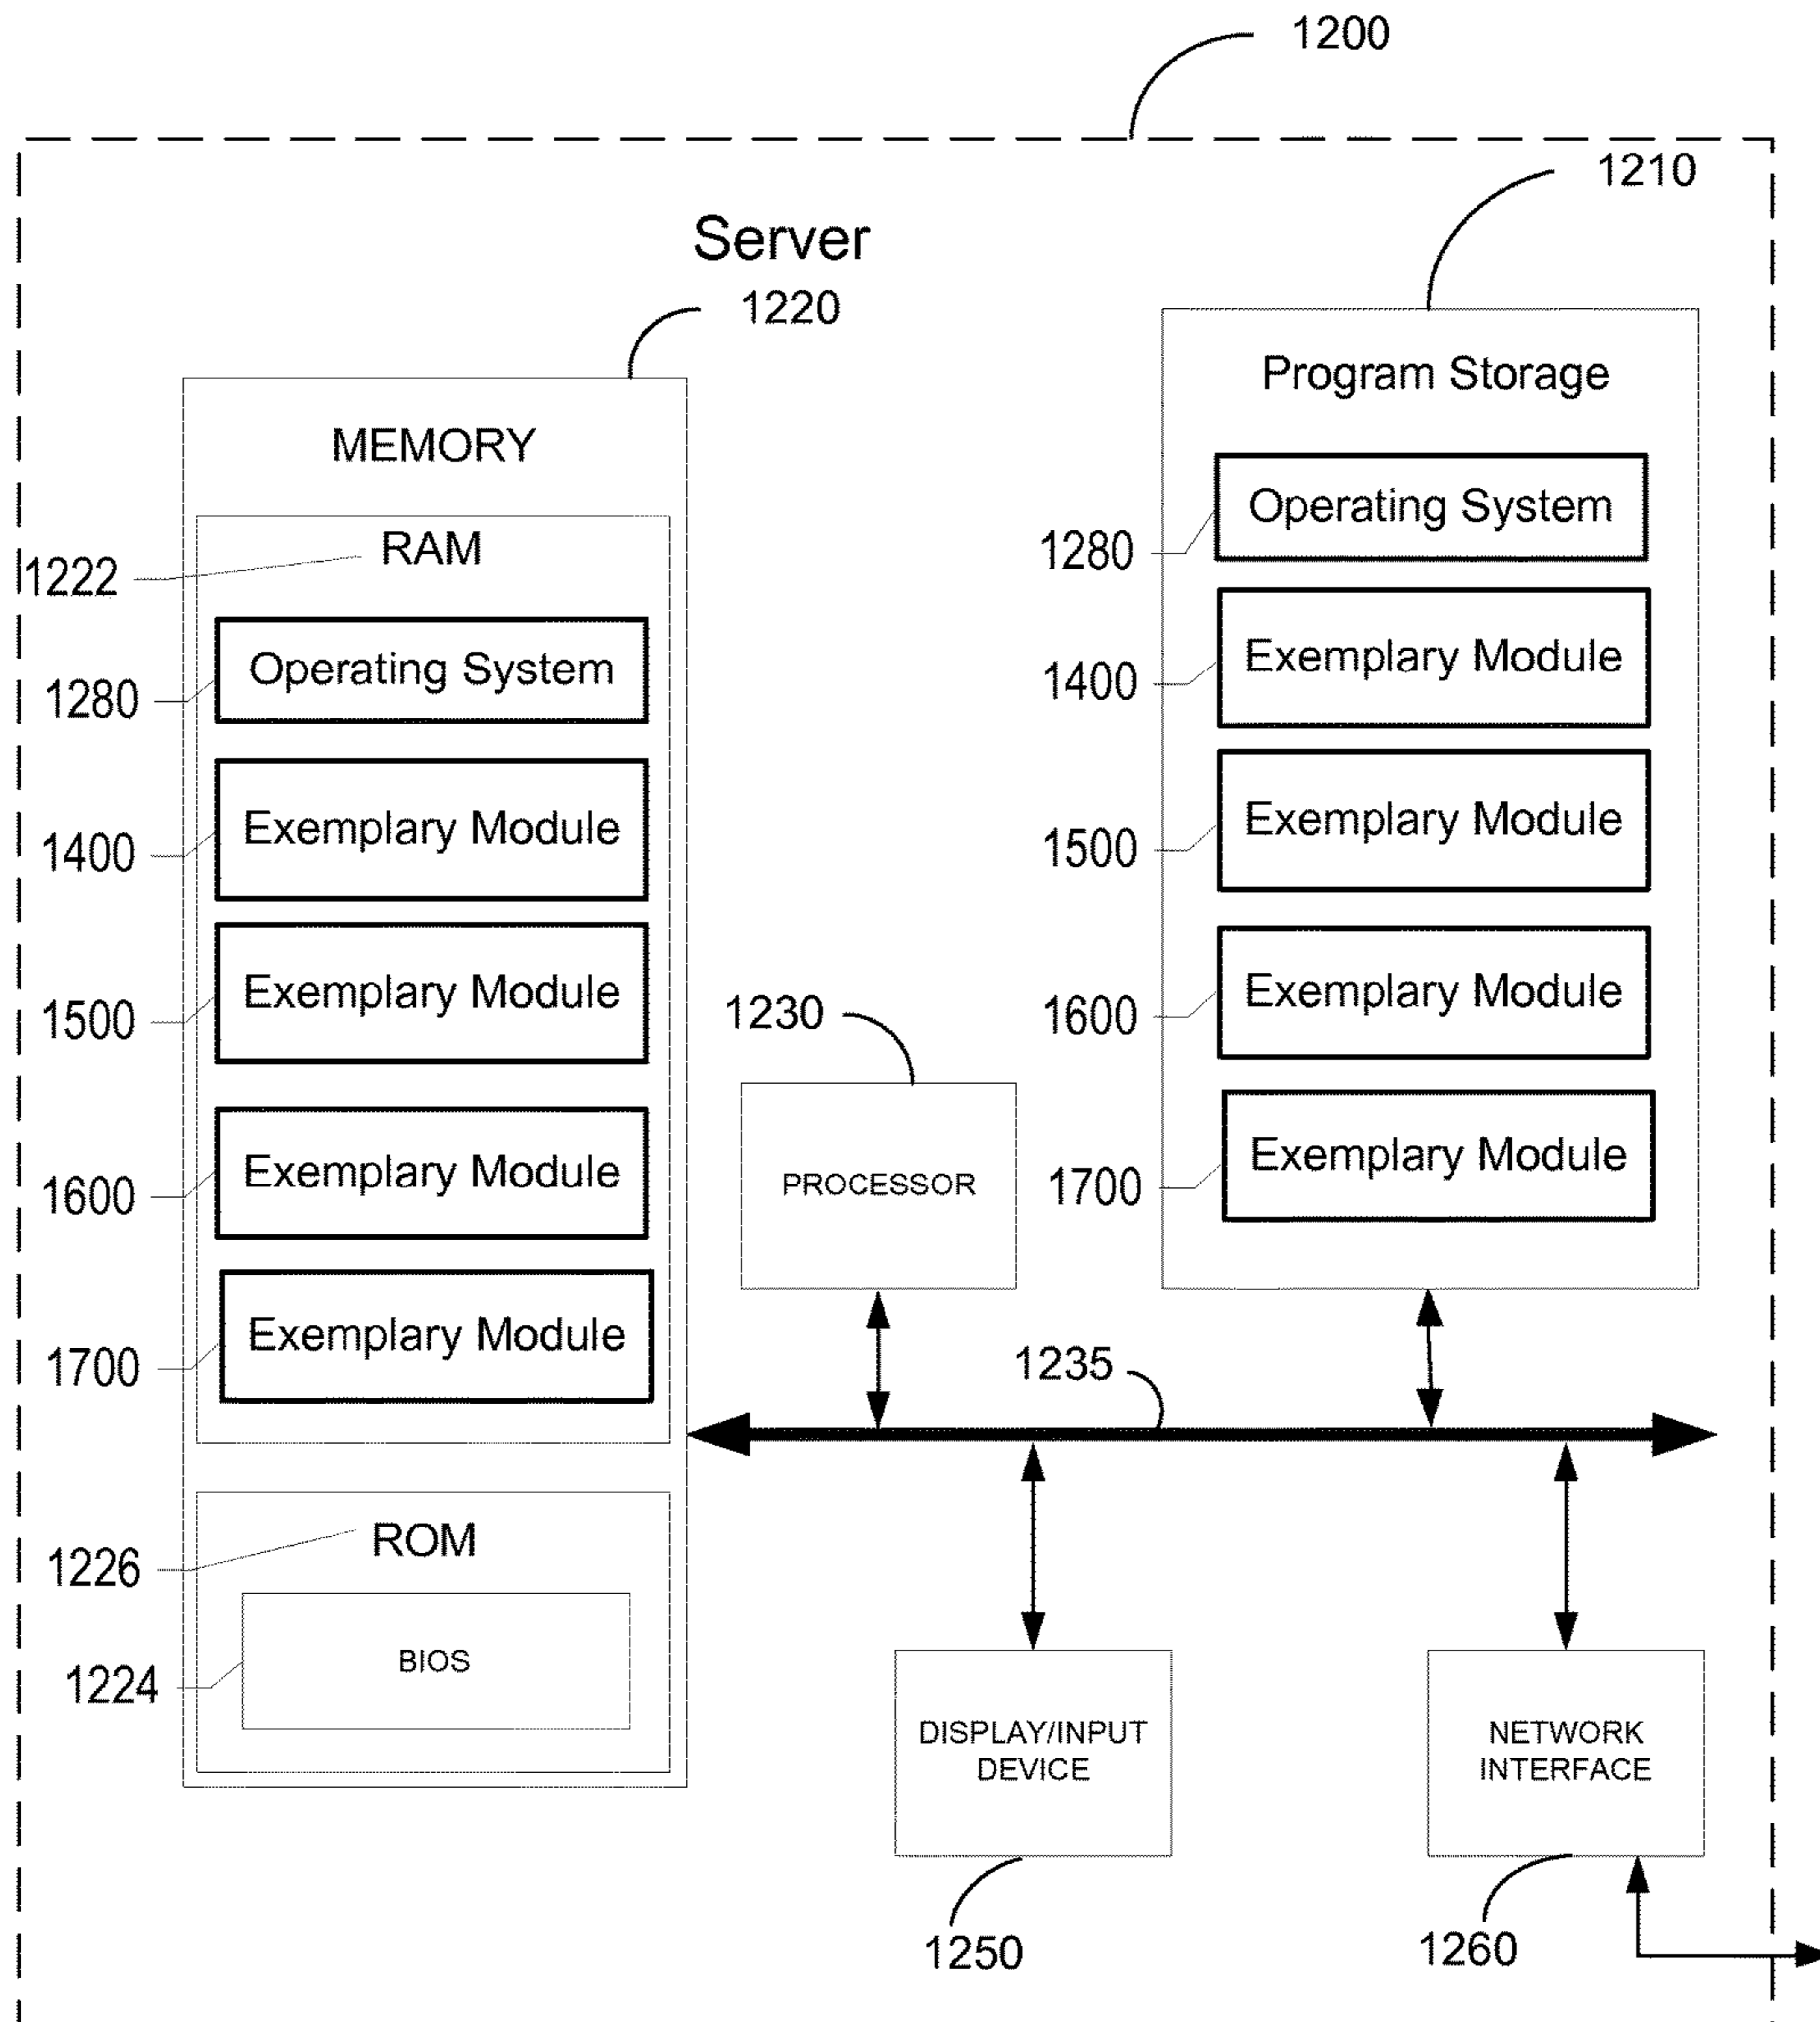 1200
1210
Server
1220
Program Storage
MEMORY
Operating System
1280
RAM
1222
Exemplary Module
1400
Operating System
1280
Exemplary Module
1500
Exemplary Module
1400
Exemplary Module
1600
Exemplary Module
1500
1230
Exemplary Module
1700
PROCESSOR
Exemplary Module
1600
Exemplary Module
1700
1235
ROM
1226
BIOS
1224
DISPLAY/INPUT
DEVICE
NETWORK
INTERFACE
1250
1260